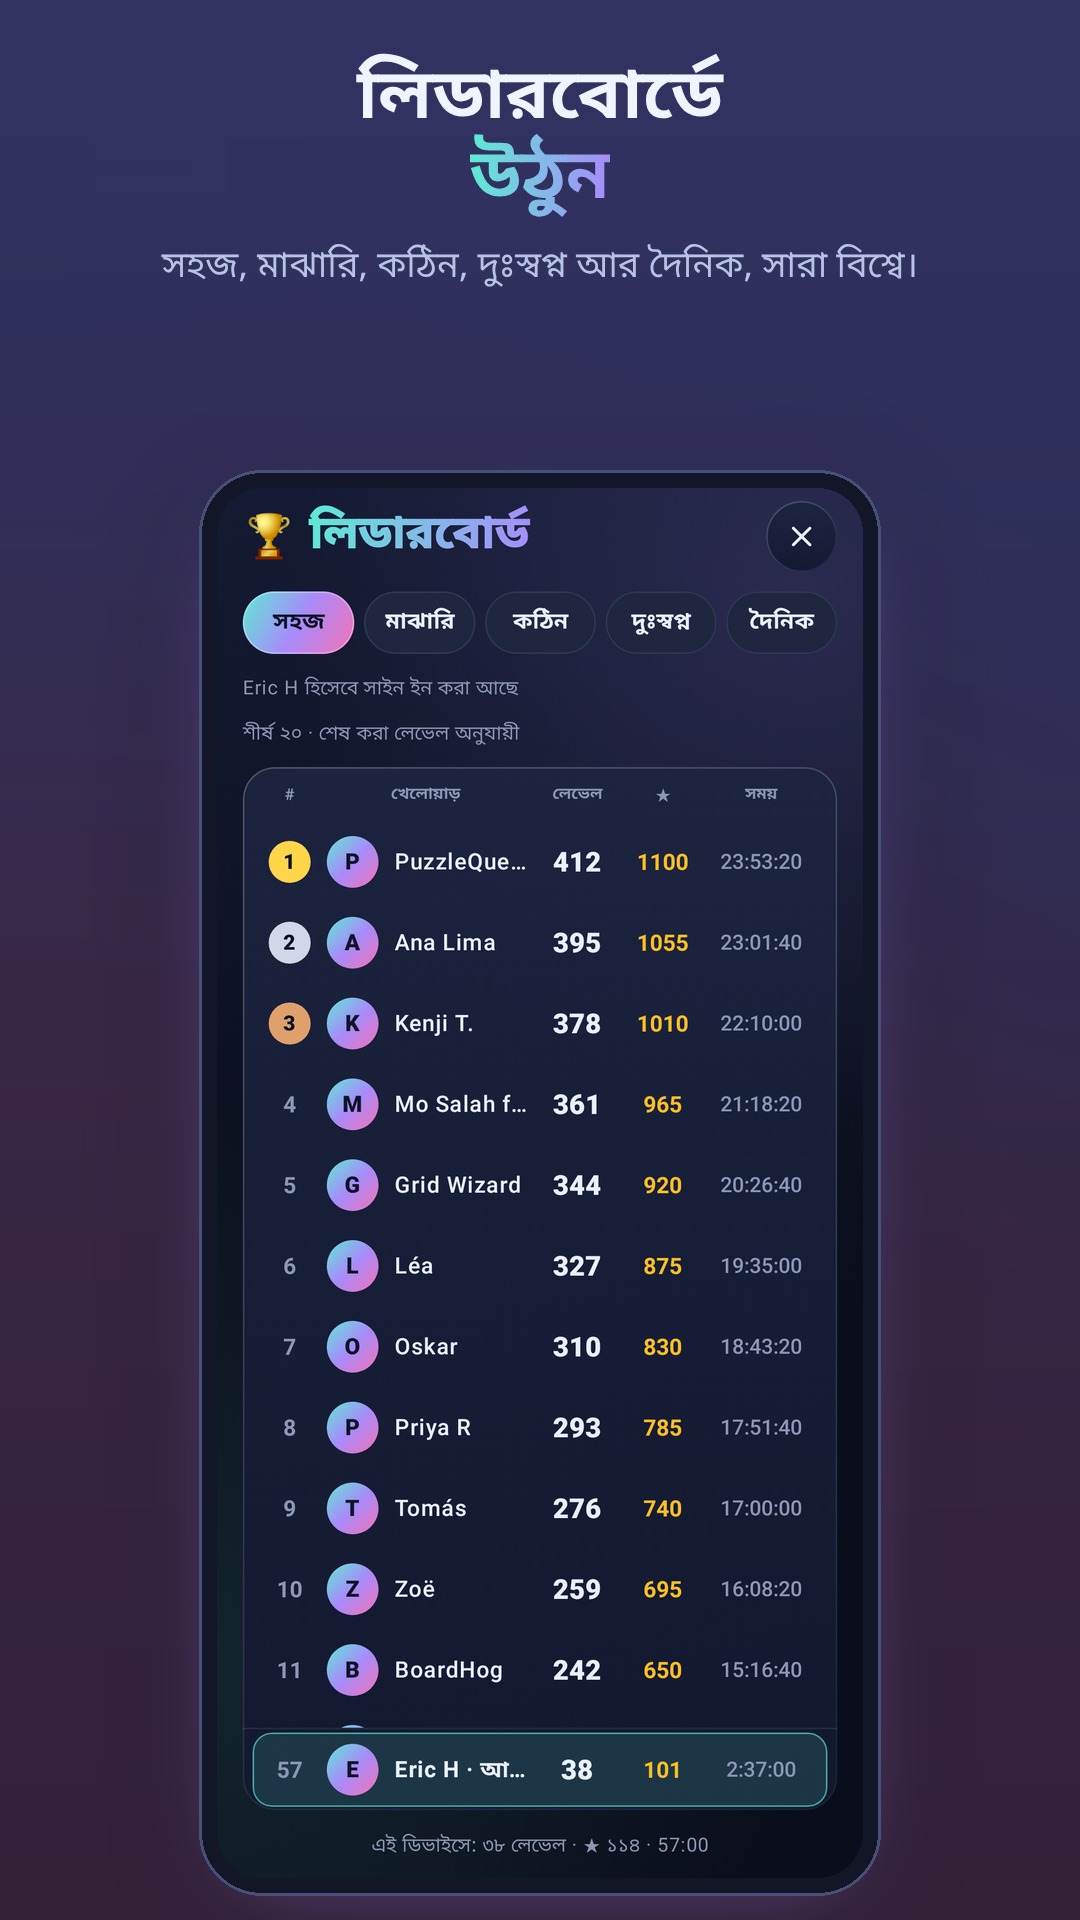 লিডারবোর্ডে
উঠুন
সহজ, মাঝারি, কঠিন, দুঃস্বপ্ন আর দৈনিক, সারা বিশ্বে।
🏆 লিডারবোর্ড ✕
সহজ মাঝারি কঠিন দুঃস্বপ্ন দৈনিক
Eric H হিসেবে সাইন ইন করা আছে
শীর্ষ ২০ · শেষ করা লেভেল অনুযায়ী
# খেলোয়াড় লেভেল ★ সময়
1 P PuzzleQue... 412 1100 23:53:20
2 A Ana Lima 395 1055 23:01:40
3 K Kenji T. 378 1010 22:10:00
4 M Mo Salah f... 361 965 21:18:20
5 G Grid Wizard 344 920 20:26:40
6 L Léa 327 875 19:35:00
7 O Oskar 310 830 18:43:20
8 P Priya R 293 785 17:51:40
9 T Tomás 276 740 17:00:00
10 Z Zoë 259 695 16:08:20
11 B BoardHog 242 650 15:16:40
57 E Eric H · আ... 38 101 2:37:00
এই ডিভাইসে: ৩৮ লেভেল · ★ ১১৪ · 57:00